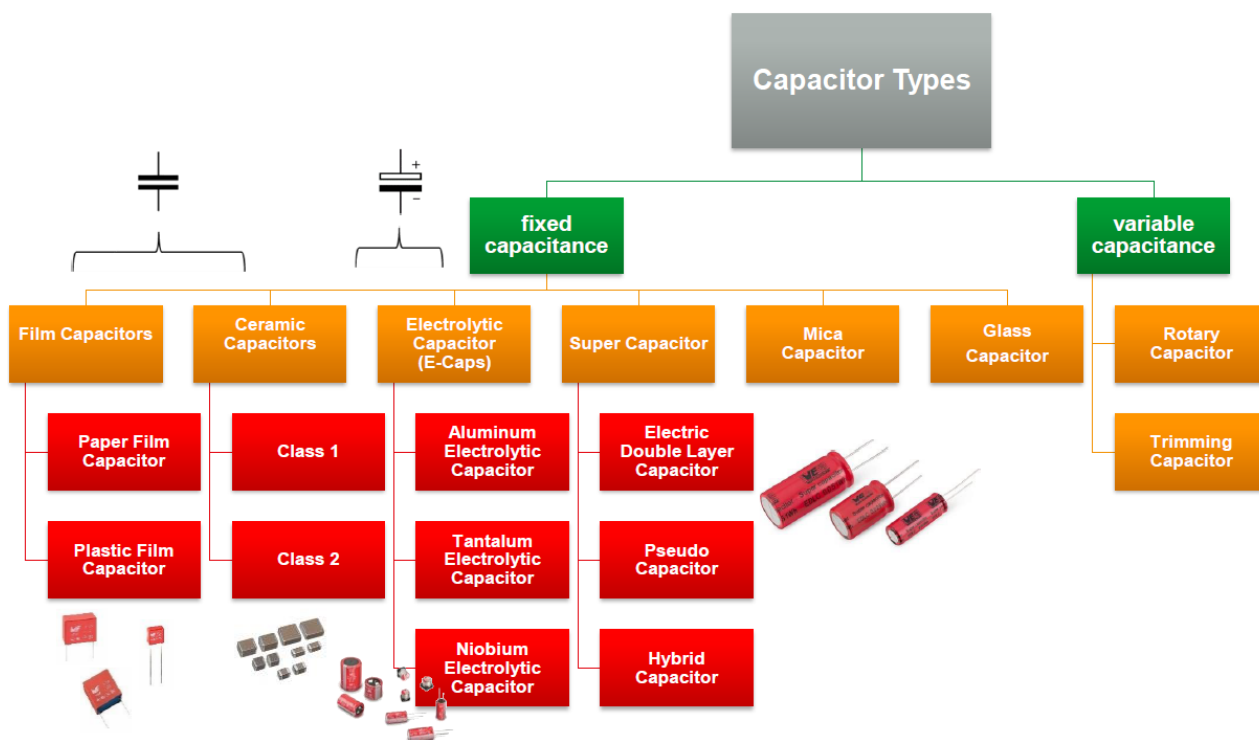 Capacitor Types
+
−
fixed
capacitance
variable
capacitance
Film Capacitors
Ceramic
Capacitors
Electrolytic
Capacitor
(E-Caps)
Super Capacitor
Mica
Capacitor
Glass
Capacitor
Rotary
Capacitor
Paper Film
Capacitor
Class 1
Aluminum
Electrolytic
Capacitor
Electric
Double Layer
Capacitor
Trimming
Capacitor
Plastic Film
Capacitor
Class 2
Tantalum
Electrolytic
Capacitor
Pseudo
Capacitor
Niobium
Electrolytic
Capacitor
Hybrid
Capacitor